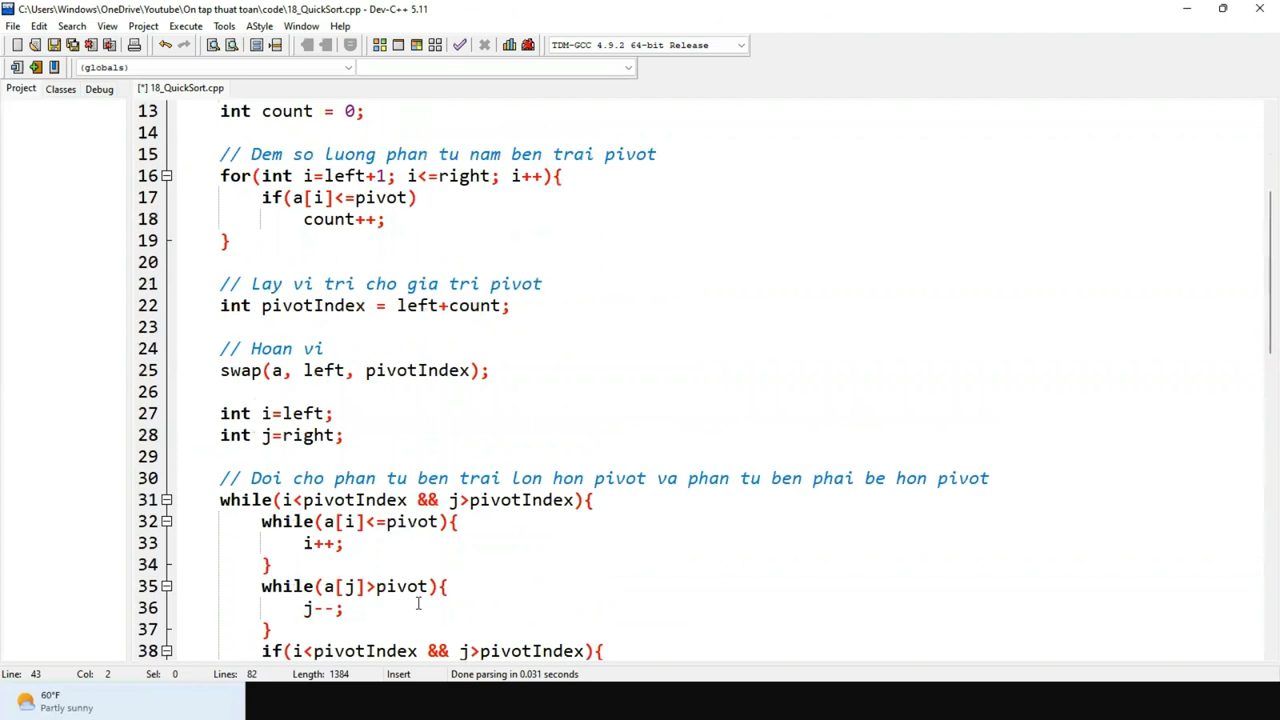 C:\Users\Windows\OneDrive\Youtube\On tap thuat toan\code\18_QuickSort.cpp - Dev-C++ 5.11
File Edit Search View Project Execute Tools AStyle Window Help
TDM-GCC 4.9.2 64-bit Release
(globals)
Project Classes Debug [*] 18_QuickSort.cpp
13 int count = 0;
14
15 // Dem so luong phan tu nam ben trai pivot
16 for(int i=left+1; i<=right; i++){
17 if(a[i]<=pivot)
18 count++;
19 }
20
21 // Lay vi tri cho gia tri pivot
22 int pivotIndex = left+count;
23
24 // Hoan vi
25 swap(a, left, pivotIndex);
26
27 int i=left;
28 int j=right;
29
30 // Doi cho phan tu ben trai lon hon pivot va phan tu ben phai be hon pivot
31 while(i<pivotIndex && j>pivotIndex){
32 while(a[i]<=pivot){
33 i++;
34 }
35 while(a[j]>pivot){
36 j--;
37 }
38 if(i<pivotIndex && j>pivotIndex){
Line: 43 Col: 2 Sel: 0 Lines: 82 Length: 1384 Insert Done parsing in 0.031 seconds
60°F
Partly sunny